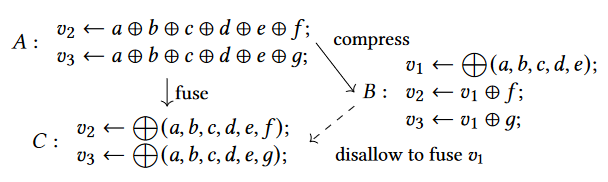 A : v₂ ← a ⊕ b ⊕ c ⊕ d ⊕ e ⊕ f;
v₃ ← a ⊕ b ⊕ c ⊕ d ⊕ e ⊕ g;
compress
fuse
B : v₁ ← ⨁(a, b, c, d, e);
v₂ ← v₁ ⊕ f;
v₃ ← v₁ ⊕ g;
C : v₂ ← ⨁(a, b, c, d, e, f);
v₃ ← ⨁(a, b, c, d, e, g);
disallow to fuse v₁